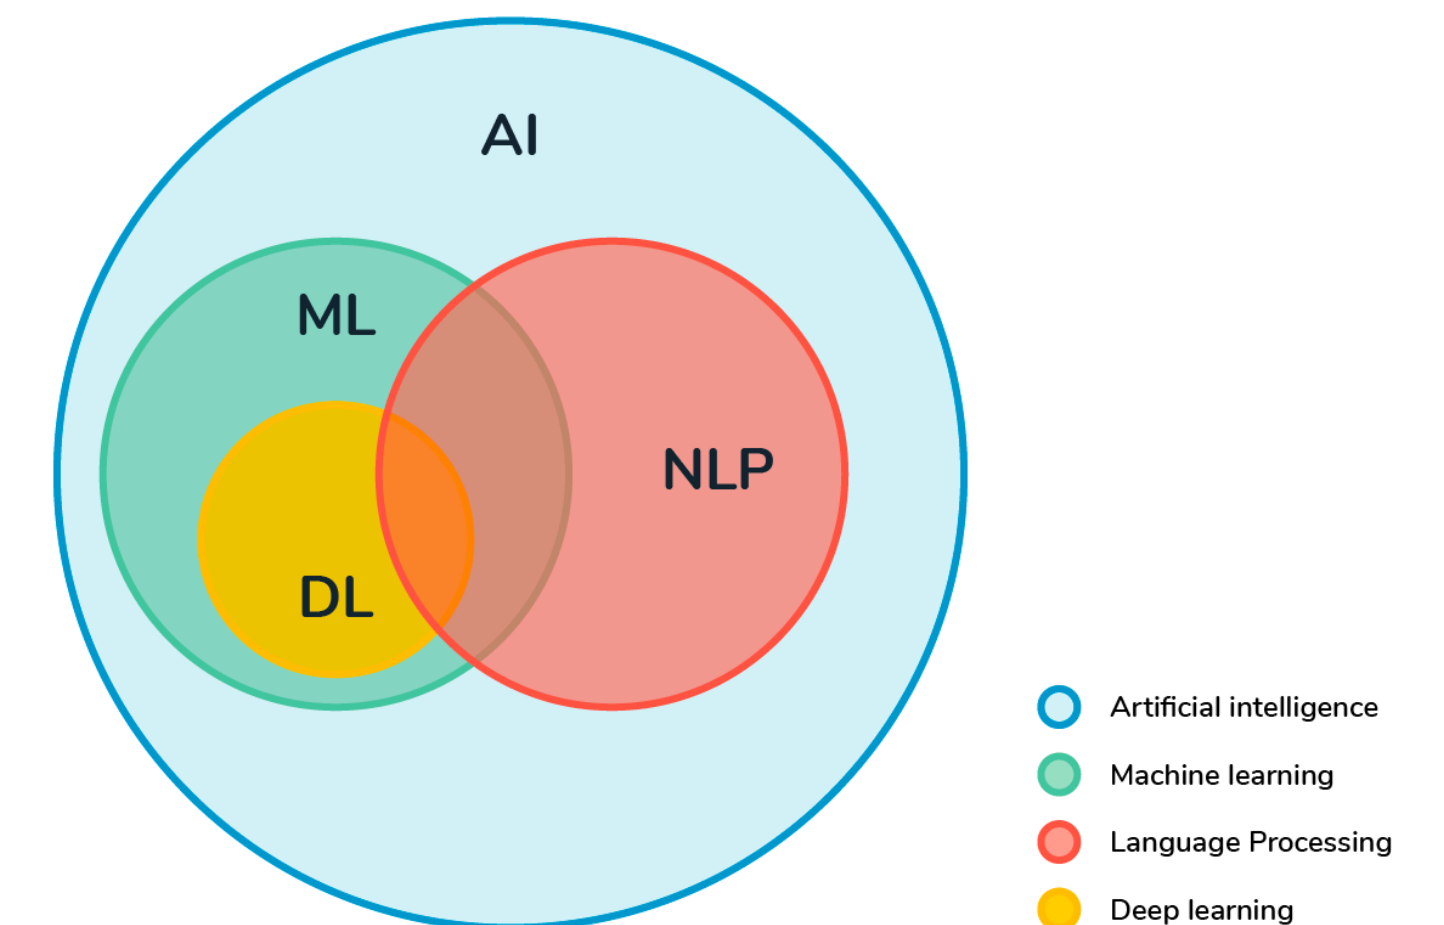 AI
ML
NLP
DL
Artificial intelligence
Machine learning
Language Processing
Deep learning